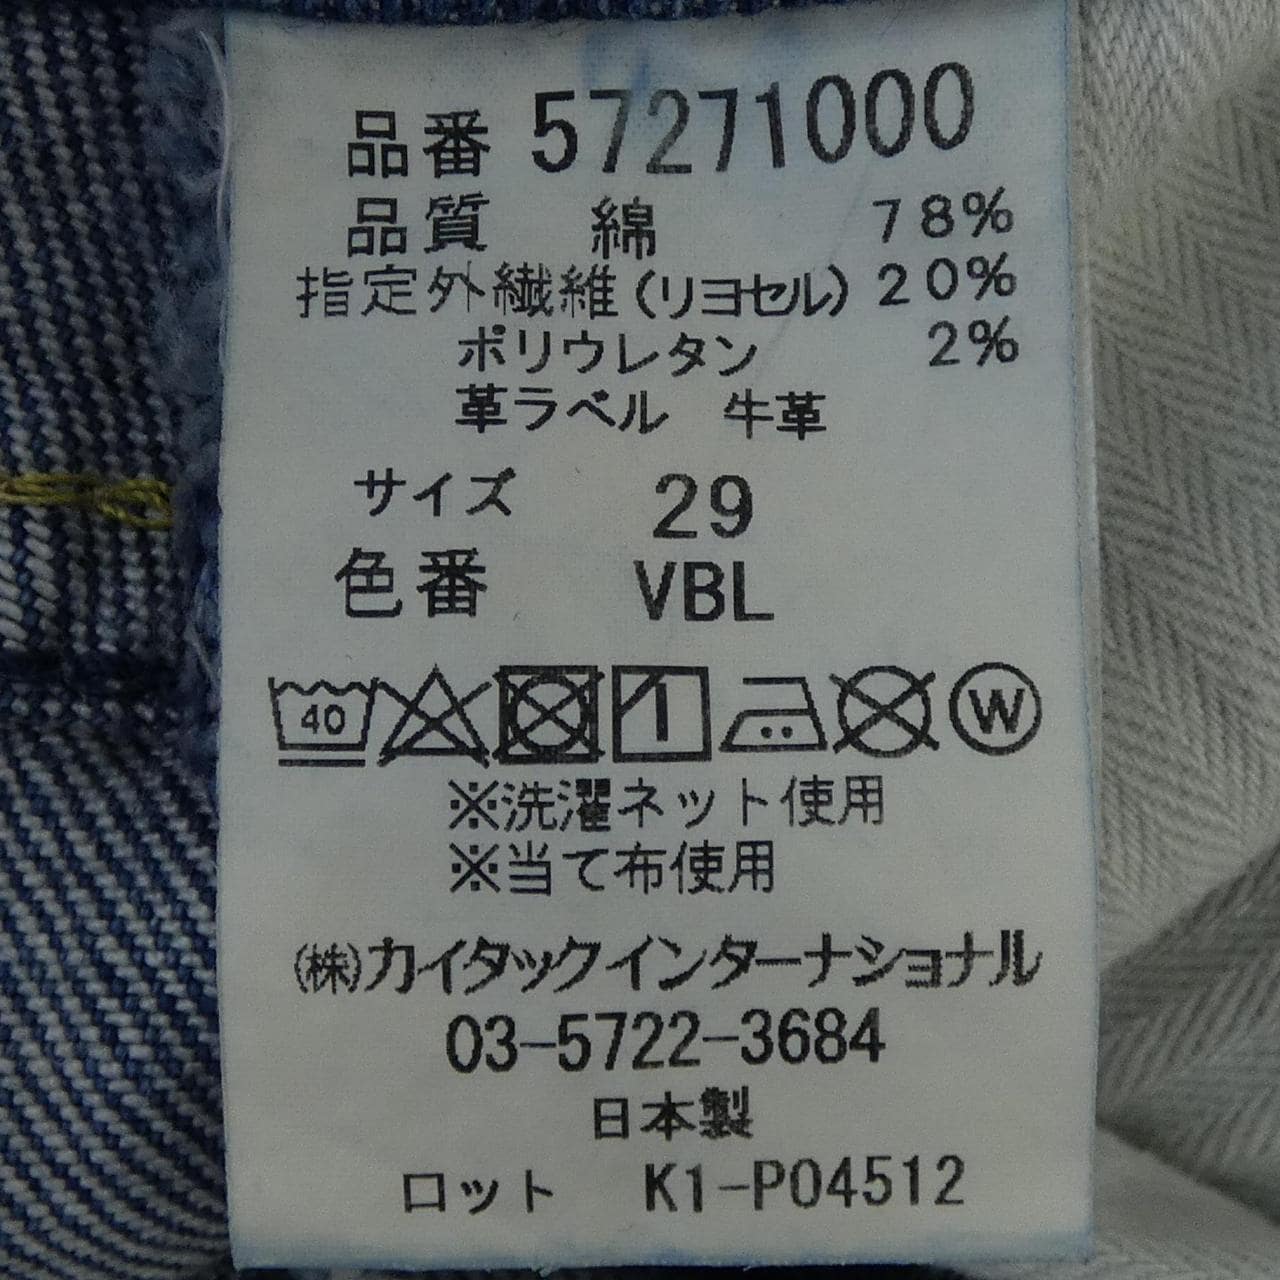 品番 57271000
品質 綿 78%
指定外繊維(リヨセル) 20%
ポリウレタン 2%
革ラベル 牛革
サイズ 29
色番 VBL
40 W
※洗濯ネット使用
※当て布使用
(株)カイタックインターナショナル
03-5722-3684
日本製
ロット K1-P04512